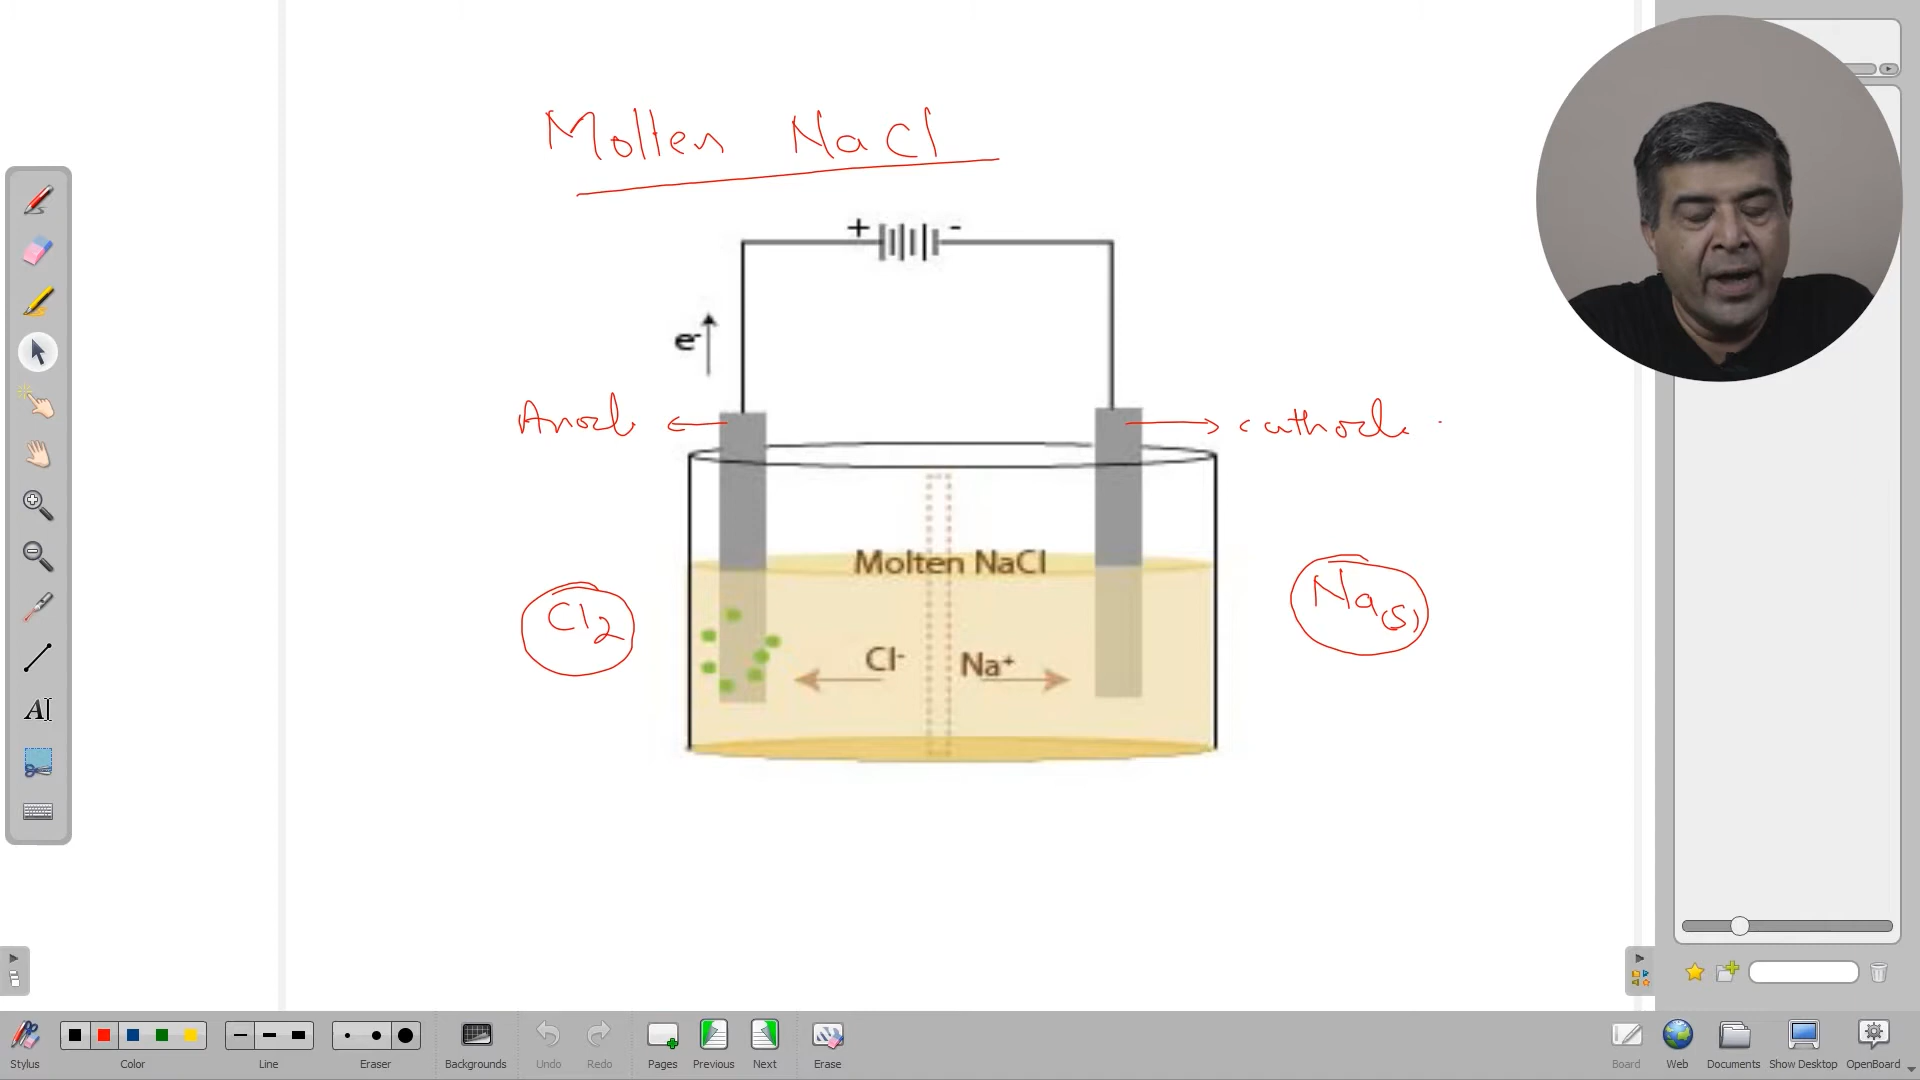 Molten NaCl
+ -
e-
Anode cathode
Molten NaCl
Cl2
Na(s)
Cl- Na+
A
Stylus Color Line Eraser Backgrounds Undo Redo Pages Previous Next Erase Board Web Documents Show Desktop OpenBoard